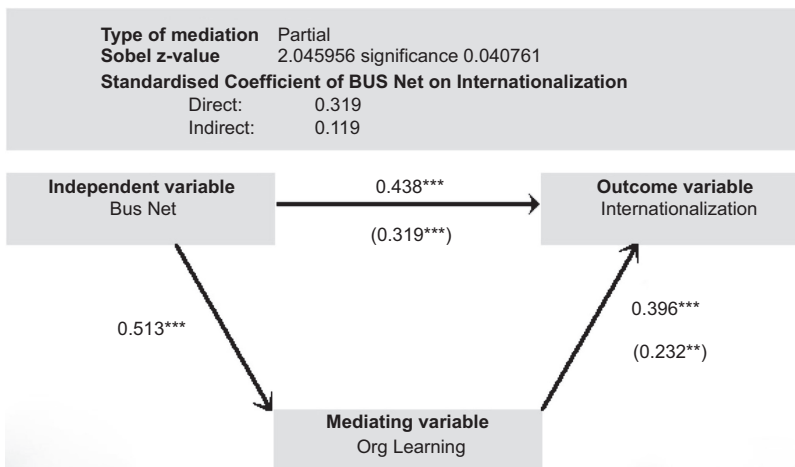 Type of mediation Partial
Sobel z-value 2.045956 significance 0.040761
Standardised Coefficient of BUS Net on Internationalization
Direct: 0.319
Indirect: 0.119
Independent variable
Bus Net
0.438***
(0.319***)
Outcome variable
Internationalization
0.513***
0.396***
(0.232**)
Mediating variable
Org Learning